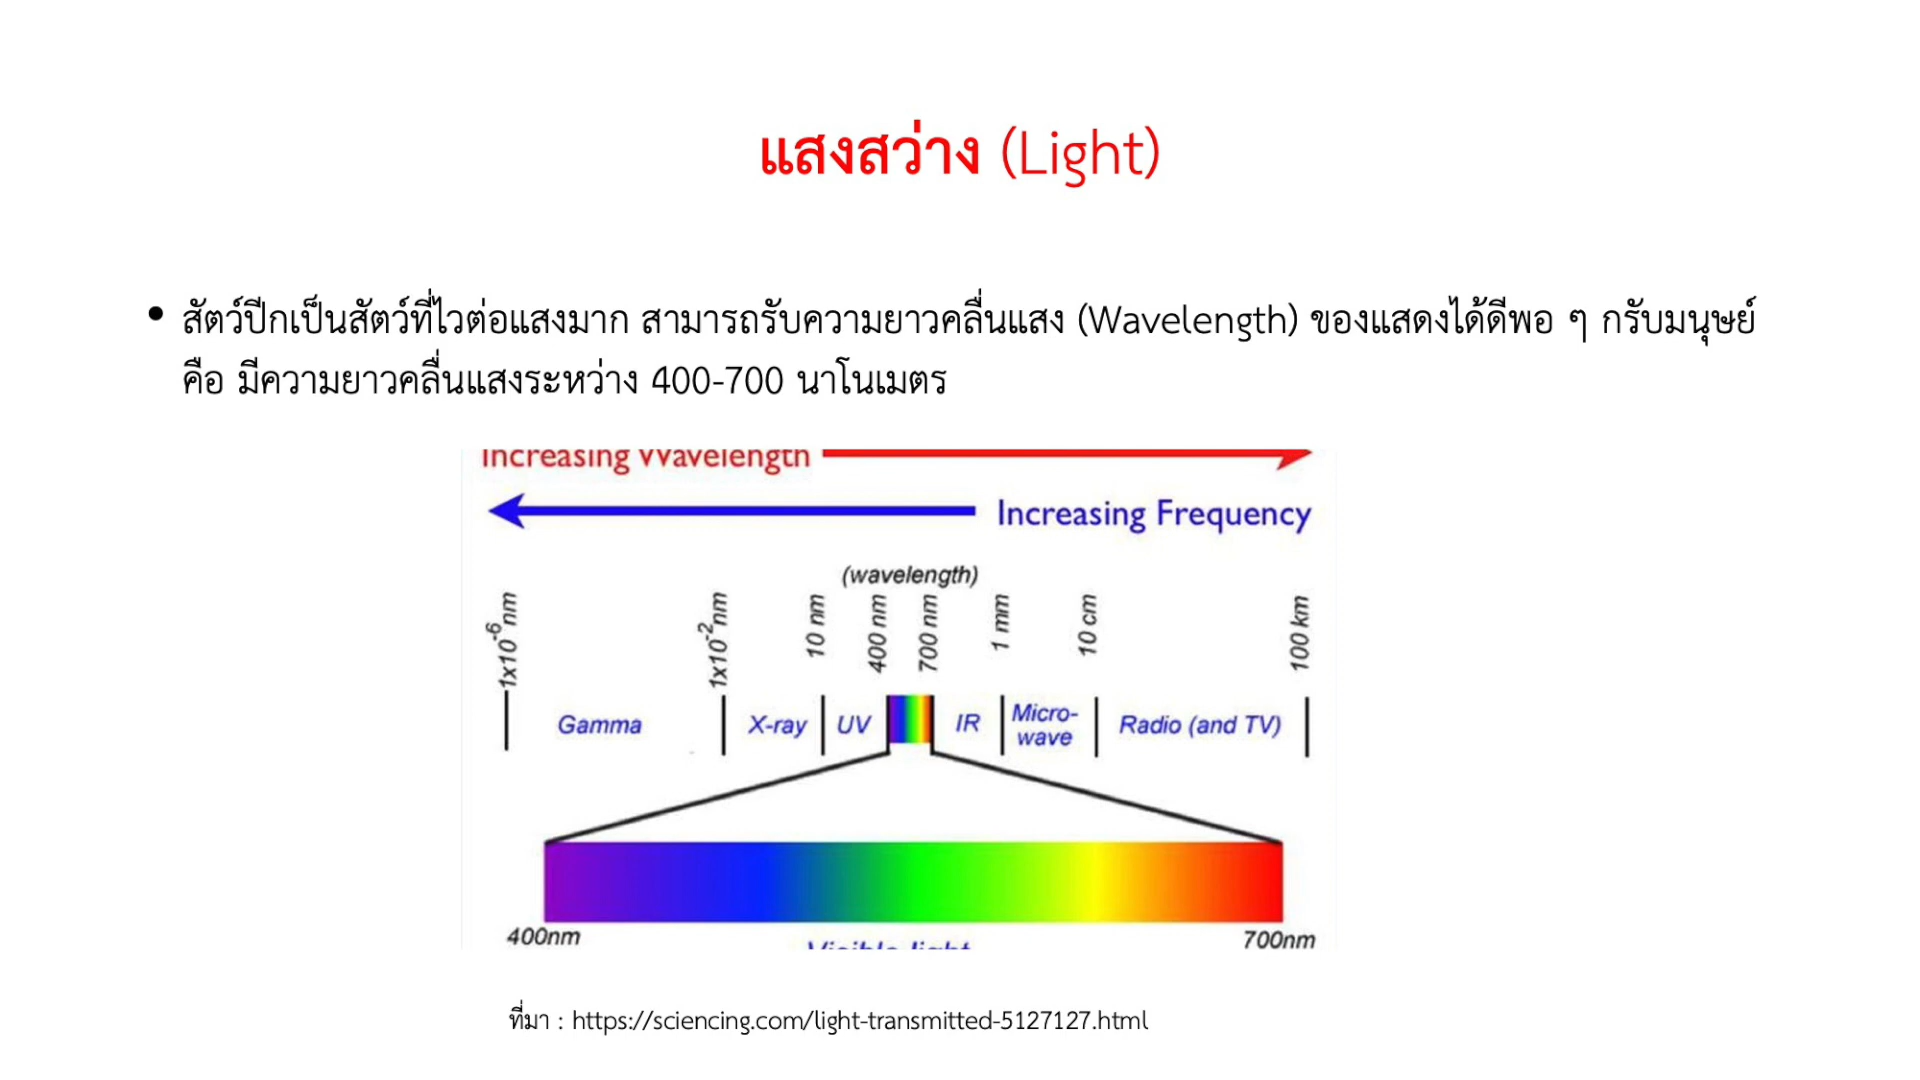 แสงสว่าง (Light)
• สัตว์ปีกเป็นสัตว์ที่ไวต่อแสงมาก สามารถรับความยาวคลื่นแสง (Wavelength) ของแสดงได้ดีพอ ๆ กรับมนุษย์
คือ มีความยาวคลื่นแสงระหว่าง 400-700 นาโนเมตร
Increasing Wavelength
Increasing Frequency
(wavelength)
1x10⁻⁶nm
1x10⁻²nm
10 nm
400 nm
700 nm
1 mm
10 cm
100 km
Gamma
X-ray
UV
IR
Micro-
wave
Radio (and TV)
400nm
Visible light
700nm
ที่มา : https://sciencing.com/light-transmitted-5127127.html